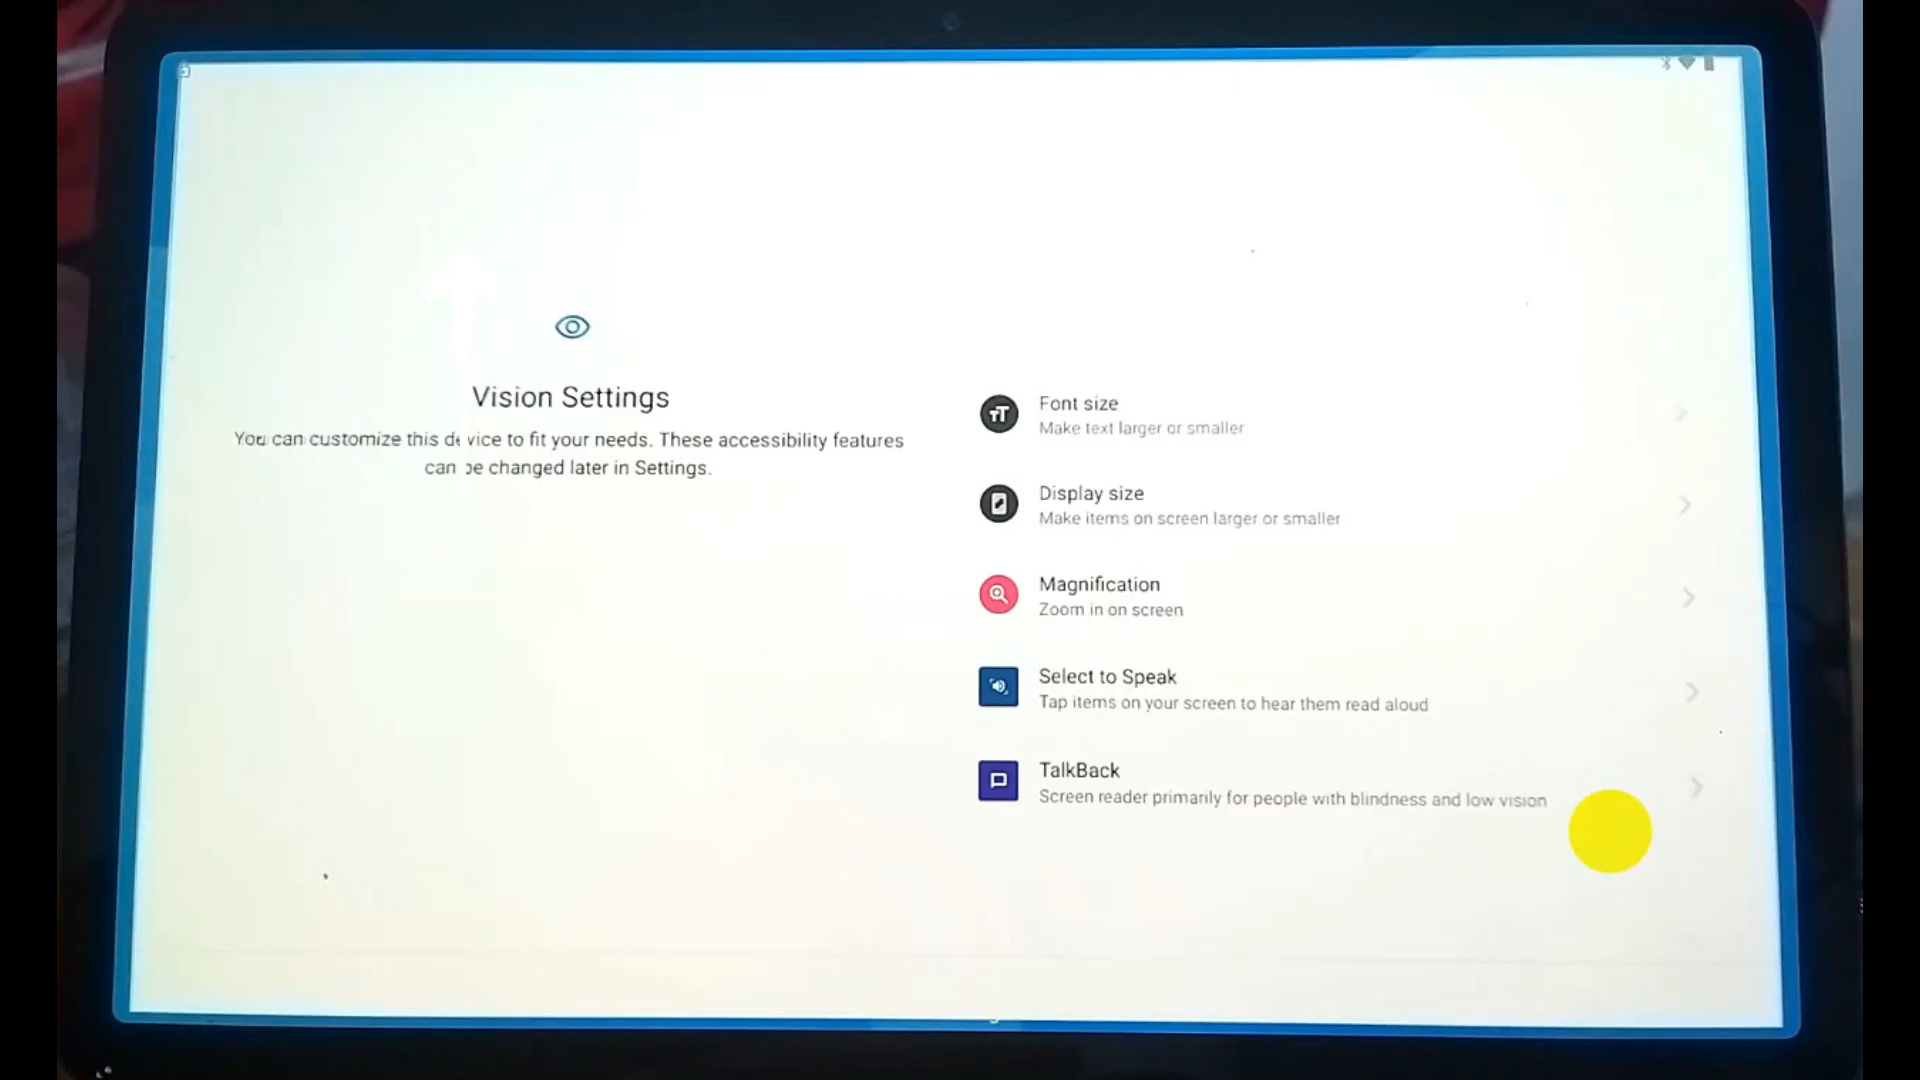 Vision Settings
You can customize this device to fit your needs. These accessibility features
can be changed later in Settings.
Font size
Make text larger or smaller
Display size
Make items on screen larger or smaller
Magnification
Zoom in on screen
Select to Speak
Tap items on your screen to hear them read aloud
TalkBack
Screen reader primarily for people with blindness and low vision